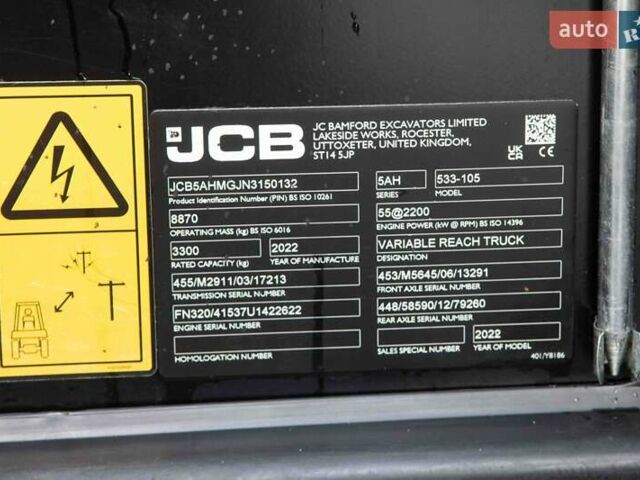 auto
R
JCB
JC BAMFORD EXCAVATORS LIMITED
LAKESIDE WORKS, ROCESTER,
UTTOXETER, UNITED KINGDOM,
ST14 5JP
UK
CA
CE
JCB5AHMGJN3150132
Product Identification Number (PIN) BS ISO 10261
8870
OPERATING MASS (kg) BS ISO 6016
3300
2022
RATED CAPACITY (kg)
YEAR OF MANUFACTURE
455/M2911/03/17213
TRANSMISSION SERIAL NUMBER
FN320/41537U1422622
ENGINE SERIAL NUMBER
HOMOLOGATION NUMBER
5AH
533-105
SERIES
MODEL
55@2200
ENGINE POWER (kW @ RPM) BS ISO 14396
VARIABLE REACH TRUCK
DESIGNATION
453/M5645/06/13291
FRONT AXLE SERIAL NUMBER
448/58590/12/79260
REAR AXLE SERIAL NUMBER
2022
SALES SPECIAL NUMBER
YEAR OF MODEL
401/Y8186